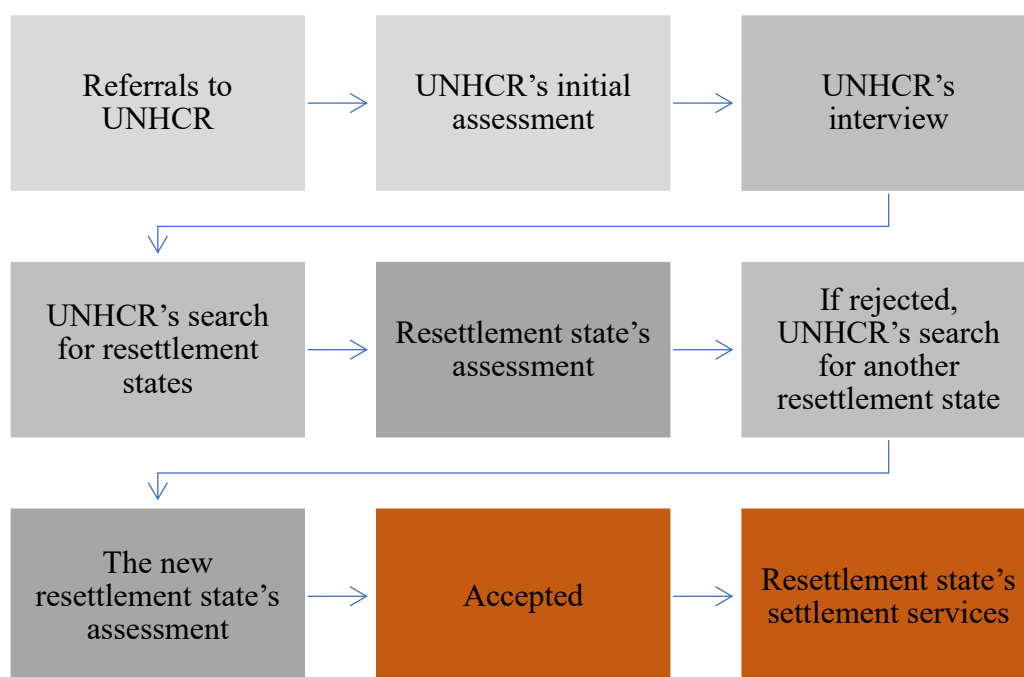 Referrals to
UNHCR
UNHCR’s initial
assessment
UNHCR’s
interview
UNHCR’s search
for resettlement
states
Resettlement state’s
assessment
If rejected,
UNHCR’s search
for another
resettlement state
The new
resettlement state’s
assessment
Accepted
Resettlement state’s
settlement services